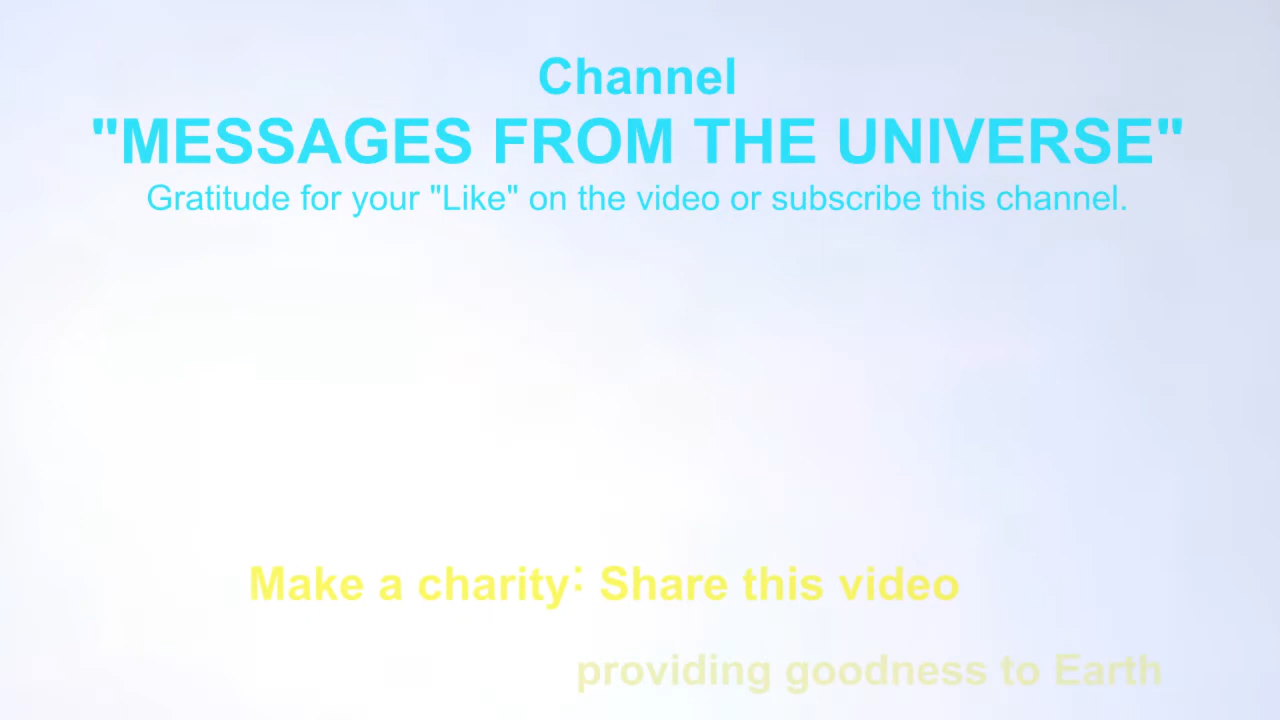 Channel
"MESSAGES FROM THE UNIVERSE"
Gratitude for your "Like" on the video or subscribe this channel.
Make a charity: Share this video
providing goodness to Earth